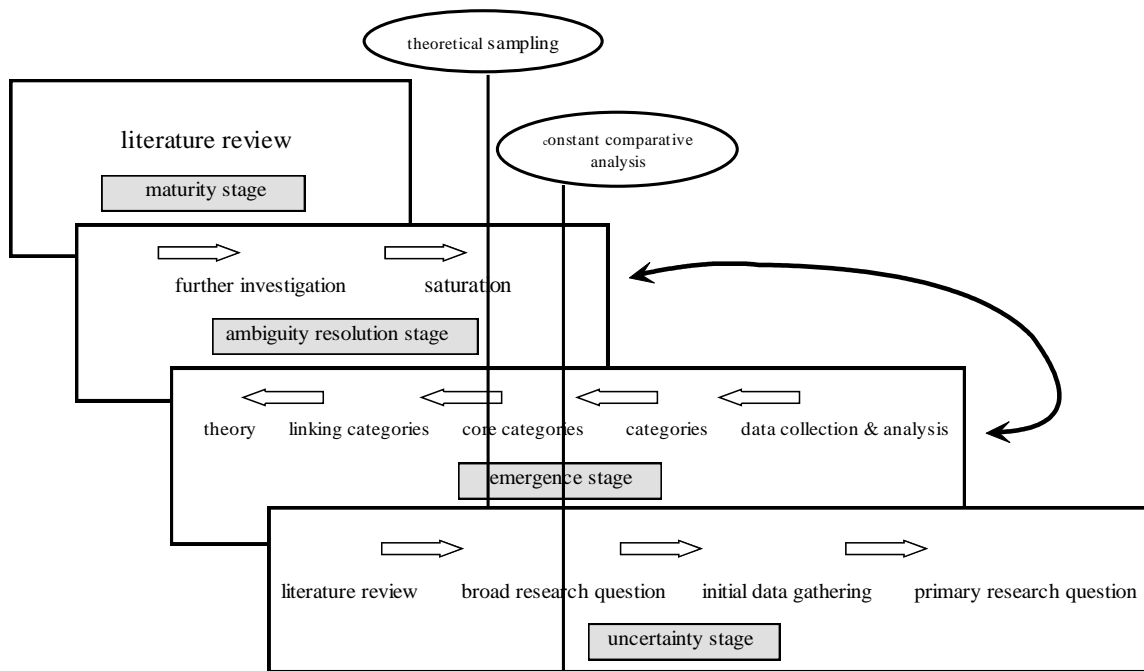 theoretical sampling
constant comparative
analysis
literature review
maturity stage
further investigation saturation
ambiguity resolution stage
theory linking categories core categories categories data collection & analysis
emergence stage
literature review broad research question initial data gathering primary research question
uncertainty stage